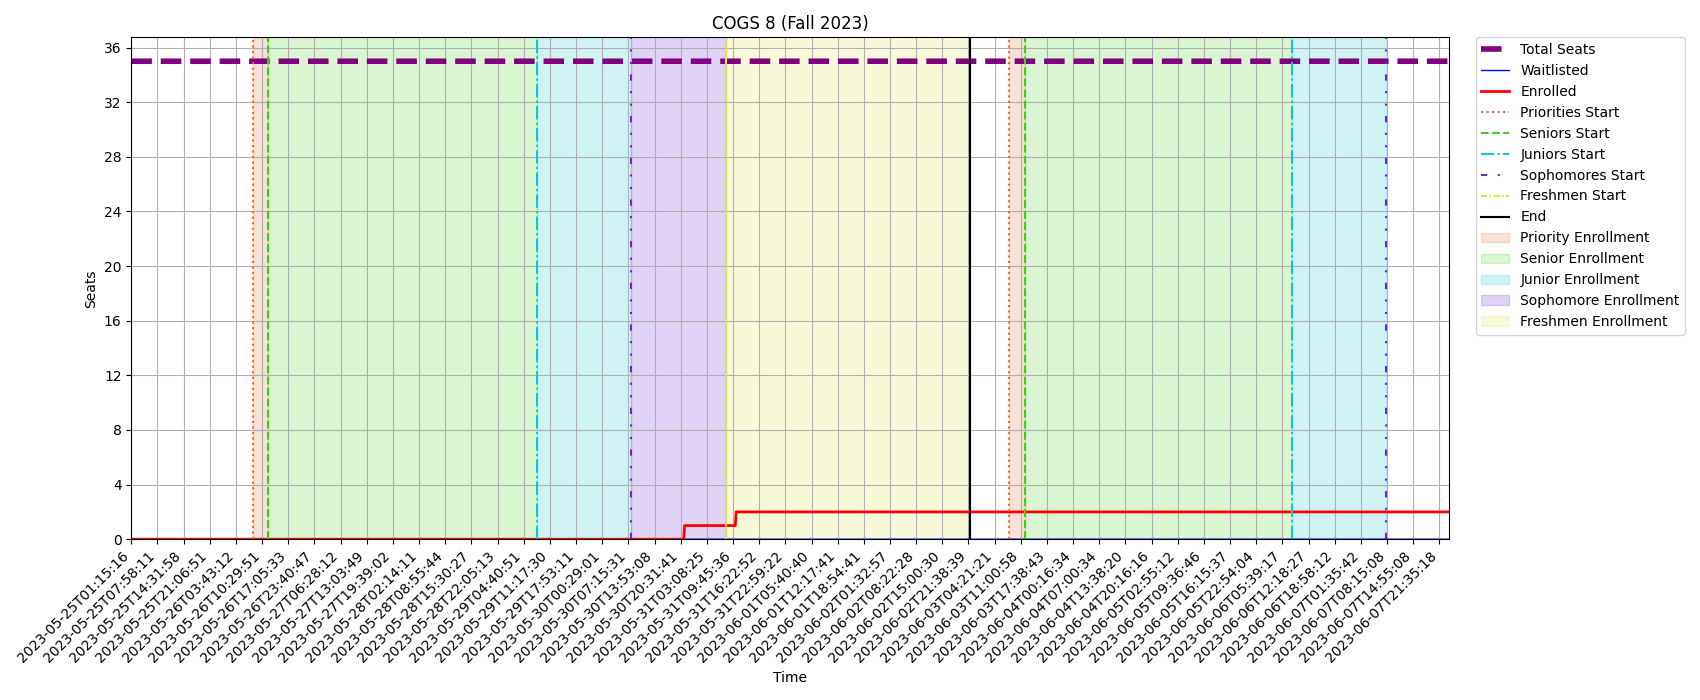 COGS 8 (Fall 2023)
36
32
28
24
20
16
12
8
4
0
Seats
2023-05-25T01:15:16
2023-05-25T07:58:11
2023-05-25T14:31:58
2023-05-25T21:06:51
2023-05-26T03:43:12
2023-05-26T10:29:51
2023-05-26T17:05:33
2023-05-26T23:40:47
2023-05-27T06:28:12
2023-05-27T13:03:49
2023-05-27T19:39:02
2023-05-28T02:14:11
2023-05-28T08:55:44
2023-05-28T15:30:27
2023-05-28T22:05:13
2023-05-29T04:40:51
2023-05-29T11:17:30
2023-05-29T17:53:11
2023-05-30T00:29:01
2023-05-30T07:15:31
2023-05-30T13:53:08
2023-05-30T20:31:41
2023-05-31T03:08:25
2023-05-31T09:45:36
2023-05-31T16:22:52
2023-05-31T22:59:22
2023-06-01T05:40:40
2023-06-01T12:17:41
2023-06-01T18:54:41
2023-06-02T01:32:57
2023-06-02T08:22:28
2023-06-02T15:00:30
2023-06-02T21:38:39
2023-06-03T04:21:21
2023-06-03T11:00:58
2023-06-03T17:38:43
2023-06-04T00:16:34
2023-06-04T07:00:34
2023-06-04T13:38:20
2023-06-04T20:16:16
2023-06-05T02:55:12
2023-06-05T09:36:46
2023-06-05T16:15:37
2023-06-05T22:54:04
2023-06-06T05:39:17
2023-06-06T12:18:27
2023-06-06T18:58:12
2023-06-07T01:35:42
2023-06-07T08:15:08
2023-06-07T14:55:08
2023-06-07T21:35:18
Time
Total Seats
Waitlisted
Enrolled
Priorities Start
Seniors Start
Juniors Start
Sophomores Start
Freshmen Start
End
Priority Enrollment
Senior Enrollment
Junior Enrollment
Sophomore Enrollment
Freshmen Enrollment